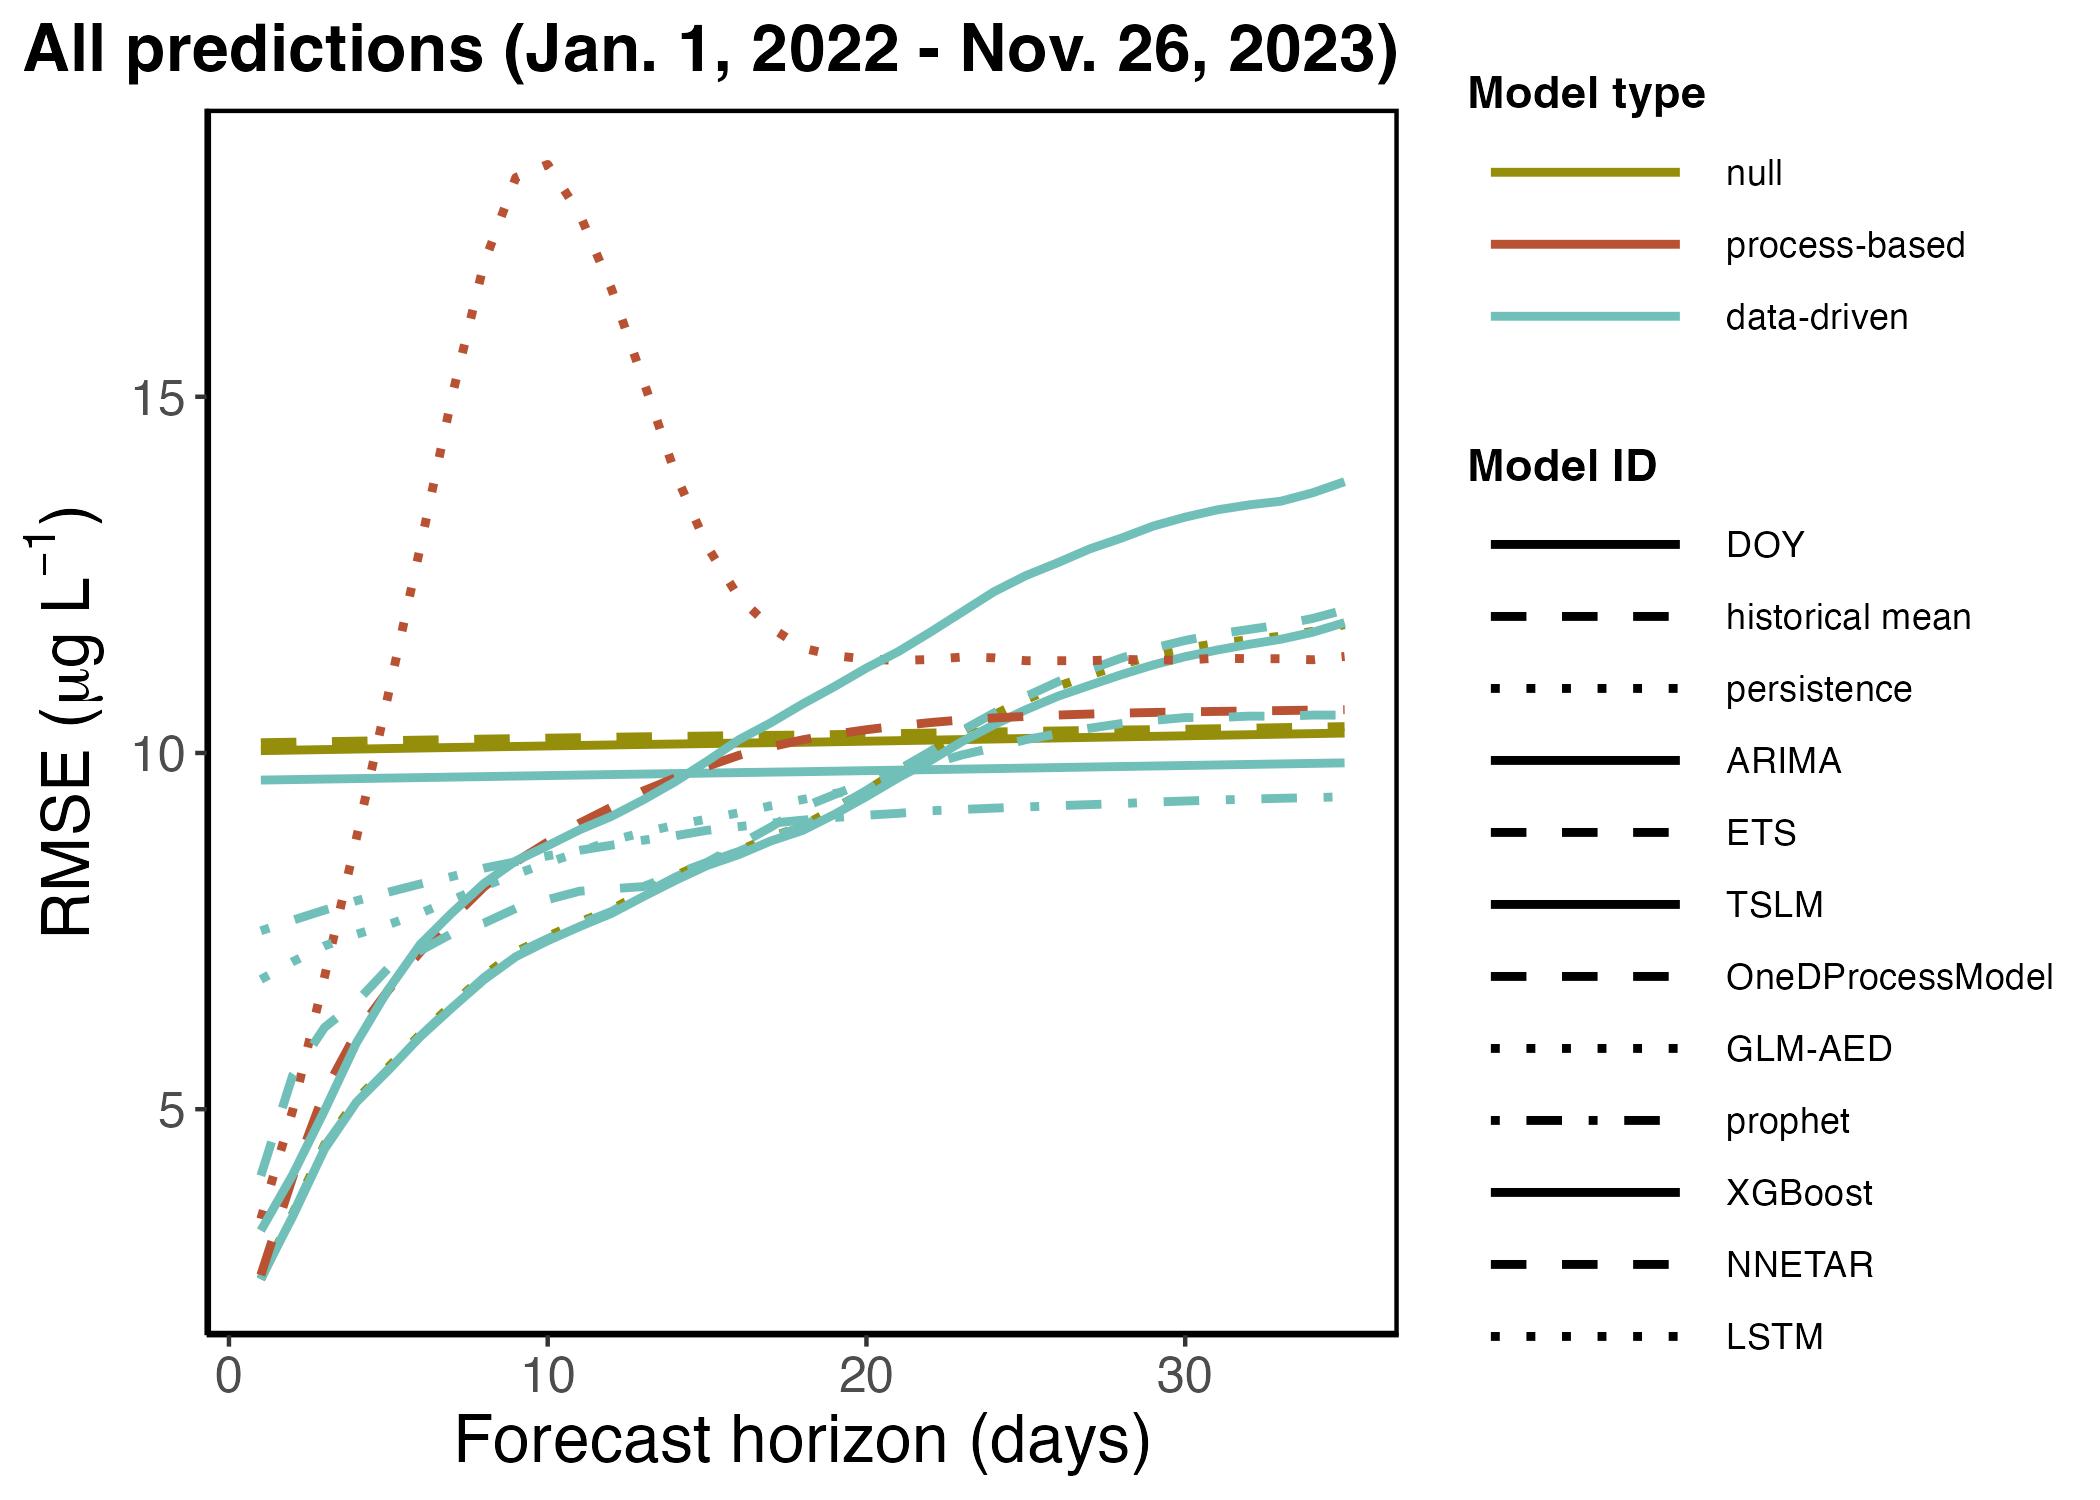 All predictions (Jan. 1, 2022 - Nov. 26, 2023)
RMSE (μg L⁻¹)
15
10
5
0 10 20 30
Forecast horizon (days)
Model type
null
process-based
data-driven
Model ID
DOY
historical mean
persistence
ARIMA
ETS
TSLM
OneDProcessModel
GLM-AED
prophet
XGBoost
NNETAR
LSTM